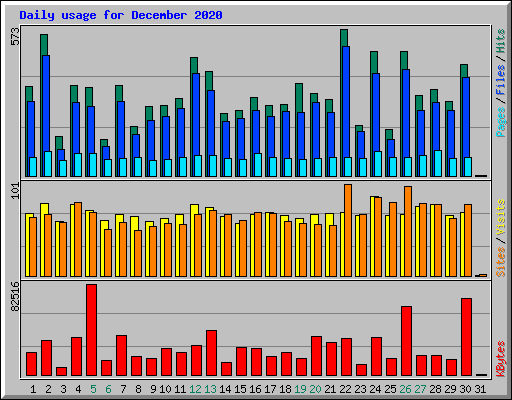 Daily usage for December 2020
573
Pages / Files / Hits
101
Sites / Visits
82516
KBytes
1 2 3 4 5 6 7 8 9 10 11 12 13 14 15 16 17 18 19 20 21 22 23 24 25 26 27 28 29 30 31